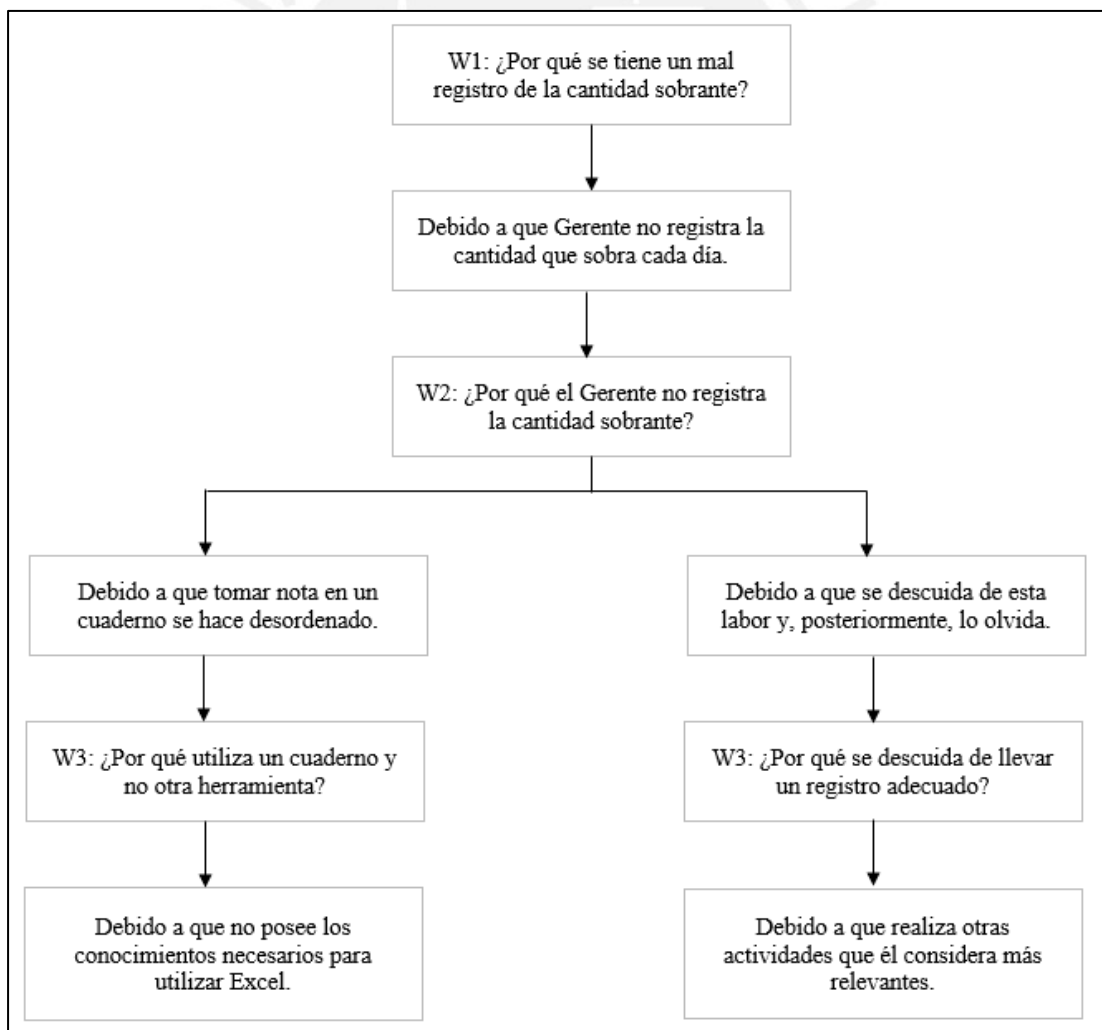 W1: ¿Por qué se tiene un mal
registro de la cantidad sobrante?
Debido a que Gerente no registra la
cantidad que sobra cada día.
W2: ¿Por qué el Gerente no registra
la cantidad sobrante?
Debido a que tomar nota en un
cuaderno se hace desordenado.
W3: ¿Por qué utiliza un cuaderno y
no otra herramienta?
Debido a que no posee los
conocimientos necesarios para
utilizar Excel.
Debido a que se descuida de esta
labor y, posteriormente, lo olvida.
W3: ¿Por qué se descuida de llevar
un registro adecuado?
Debido a que realiza otras
actividades que él considera más
relevantes.